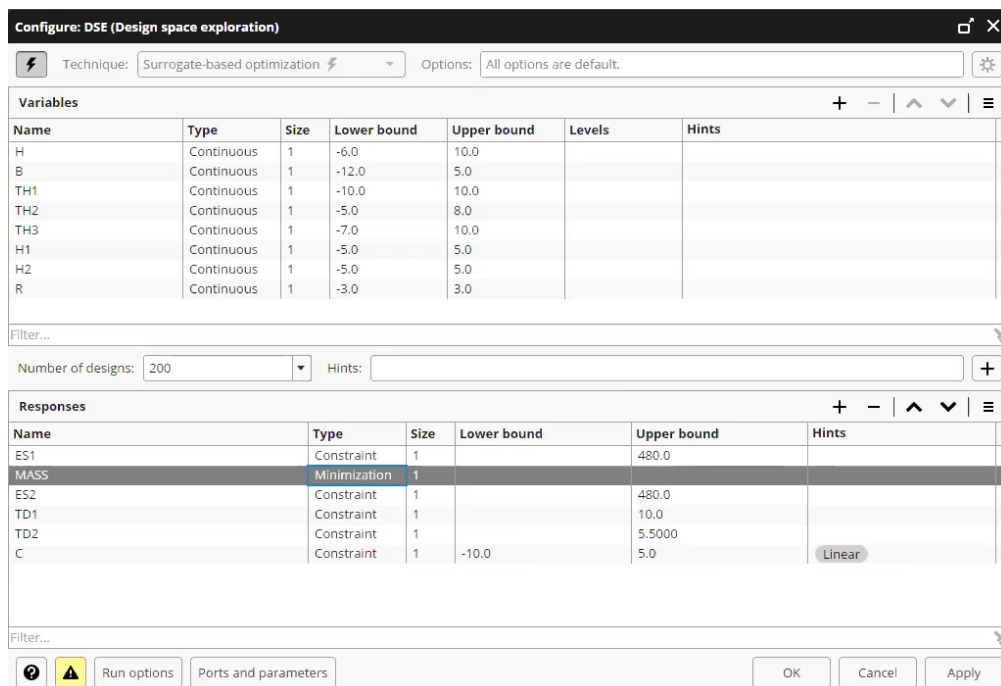 Configure: DSE (Design space exploration)
Technique: Surrogate-based optimization Options: All options are default.
Variables
Name Type Size Lower bound Upper bound Levels Hints
H Continuous 1 -6.0 10.0
B Continuous 1 -12.0 5.0
TH1 Continuous 1 -10.0 10.0
TH2 Continuous 1 -5.0 8.0
TH3 Continuous 1 -7.0 10.0
H1 Continuous 1 -5.0 5.0
H2 Continuous 1 -5.0 5.0
R Continuous 1 -3.0 3.0
Filter...
Number of designs: 200 Hints:
Responses
Name Type Size Lower bound Upper bound Hints
ES1 Constraint 1 480.0
MASS Minimization 1
ES2 Constraint 1 480.0
TD1 Constraint 1 10.0
TD2 Constraint 1 5.5000
C Constraint 1 -10.0 5.0 Linear
Filter...
Run options Ports and parameters OK Cancel Apply